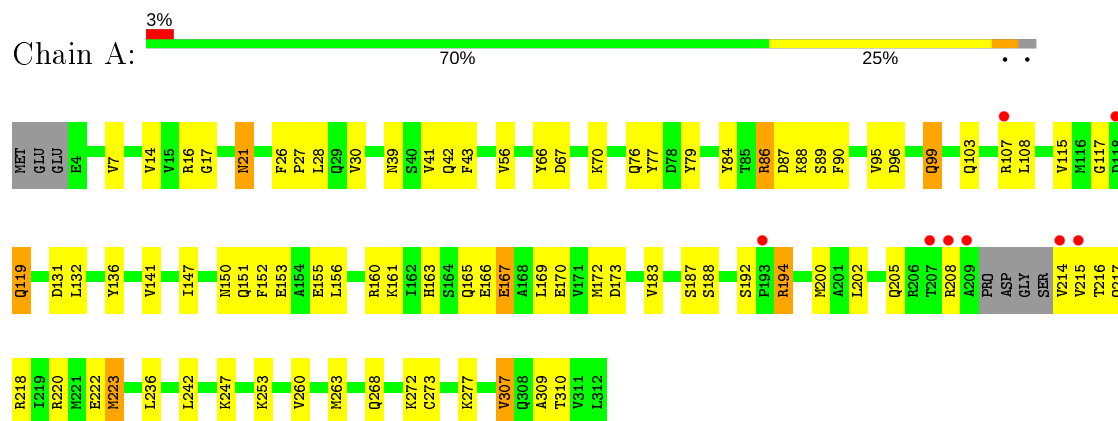 3%
Chain A:
70% 25% • •
MET GLU GLU E4 V7 V14 V15 R16 G17 N21 F26 P27 L28 Q29 V30 N39 S40 V41 Q42 F43 V56 Y66 D67 K70 Q76 Y77 D78 Y79 Y84 T85 R86 D87 K88 S89 F90 V95 D96 Q99 Q103 R107 L108 V115 M116 G117 D118
Q119 D131 L132 Y136 V141 I147 N150 Q151 F152 E153 A154 E155 L156 R160 K161 I162 H163 S164 Q165 E166 E167 A168 L169 E170 V171 M172 D173 V183 S187 S188 S192 P193 R194 M200 A201 L202 Q205 R206 T207 R208 A209 PRO ASP GLY SER V214 V215 T216
R218 I219 R220 M221 E222 M223 L236 L242 K247 K253 V260 M263 Q268 K272 C273 K277 V307 Q308 A309 T310 V311 L312